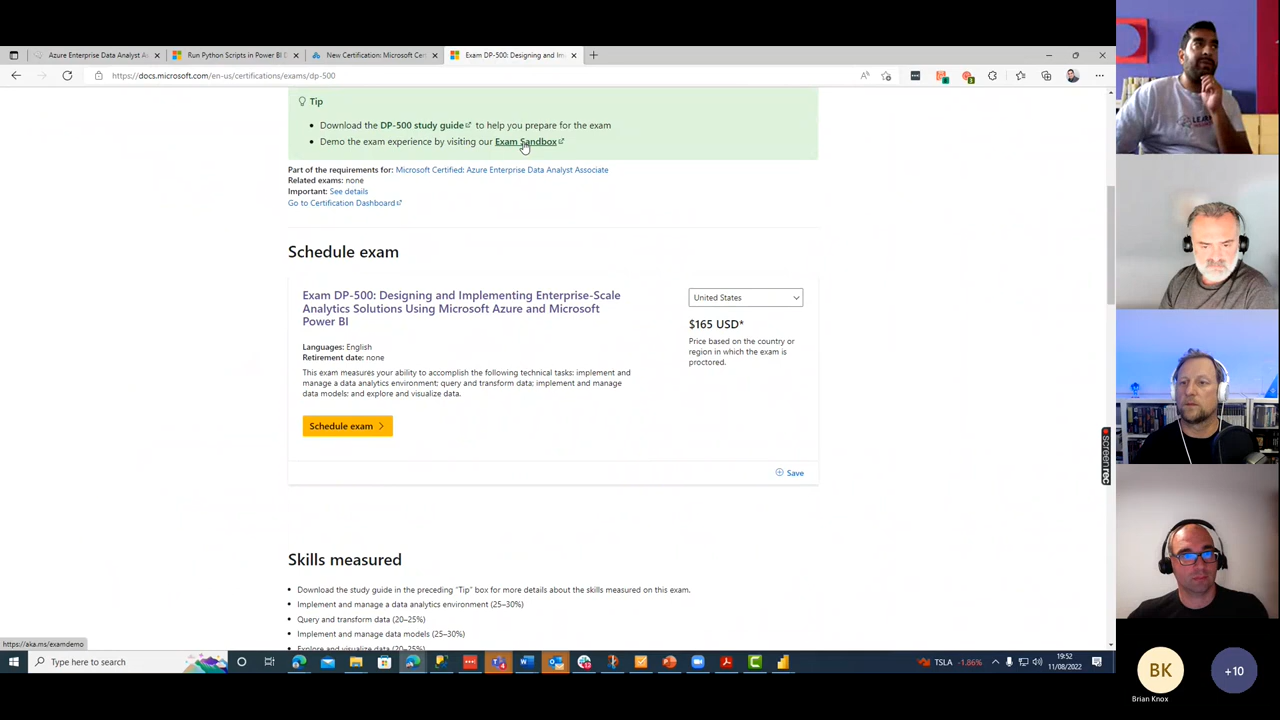 Azure Enterprise Data Analyst A
Run Python Scripts in Power BI D
New Certification: Microsoft Cer
Exam DP-500: Designing and Im
https://docs.microsoft.com/en-us/certifications/exams/dp-500
Tip
Download the DP-500 study guide to help you prepare for the exam
Demo the exam experience by visiting our Exam Sandbox
Part of the requirements for: Microsoft Certified: Azure Enterprise Data Analyst Associate
Related exams: none
Important: See details
Go to Certification Dashboard
Schedule exam
Exam DP-500: Designing and Implementing Enterprise-Scale
Analytics Solutions Using Microsoft Azure and Microsoft
Power BI
Languages: English
Retirement date: none
This exam measures your ability to accomplish the following technical tasks: implement and
manage a data analytics environment; query and transform data; implement and manage
data models; and explore and visualize data.
Schedule exam
United States
$165 USD*
Price based on the country or
region in which the exam is
proctored.
Save
Skills measured
Download the study guide in the preceding "Tip" box for more details about the skills measured on this exam.
Implement and manage a data analytics environment (25–30%)
Query and transform data (20–25%)
Implement and manage data models (25–30%)
Explore and visualize data (20–25%)
https://aka.ms/examdemo
Type here to search
TSLA -1.86%
19:52
11/08/2022
screenrec
BK
Brian Knox
+10